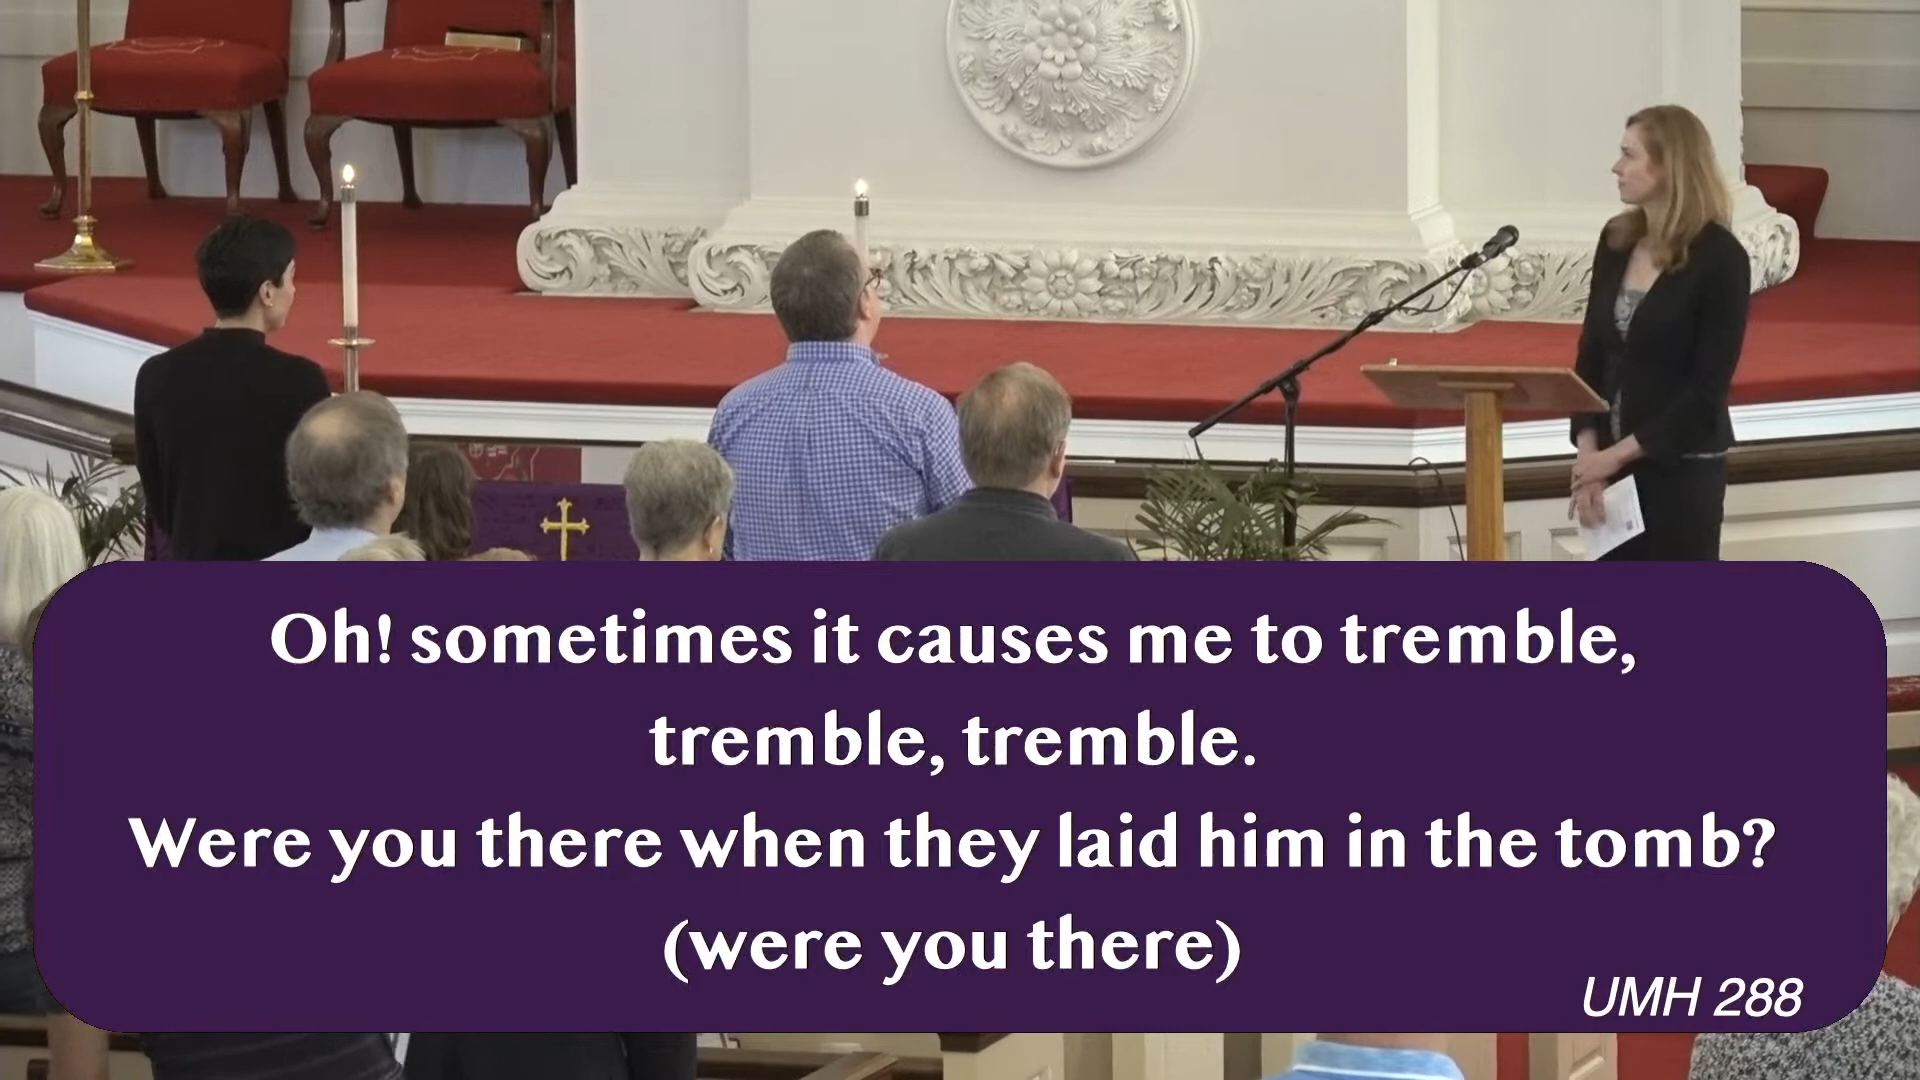 Oh! sometimes it causes me to tremble,
tremble, tremble.
Were you there when they laid him in the tomb?
(were you there)
UMH 288